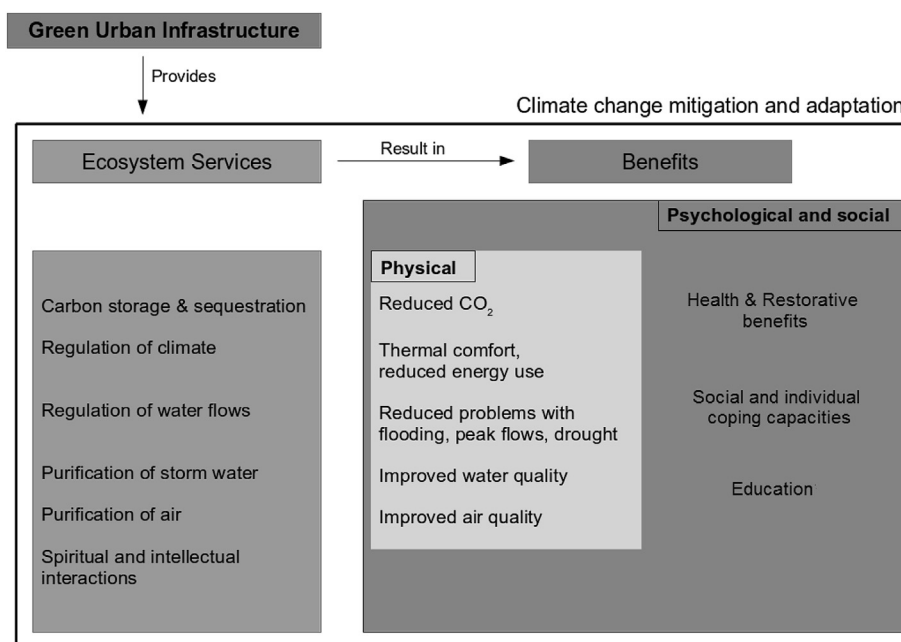 Green Urban Infrastructure
Provides
Climate change mitigation and adaptation
Ecosystem Services
Result in
Benefits
Psychological and social
Physical
Carbon storage & sequestration
Regulation of climate
Regulation of water flows
Purification of storm water
Purification of air
Spiritual and intellectual
interactions
Reduced CO₂
Thermal comfort,
reduced energy use
Reduced problems with
flooding, peak flows, drought
Improved water quality
Improved air quality
Health & Restorative
benefits
Social and individual
coping capacities
Education